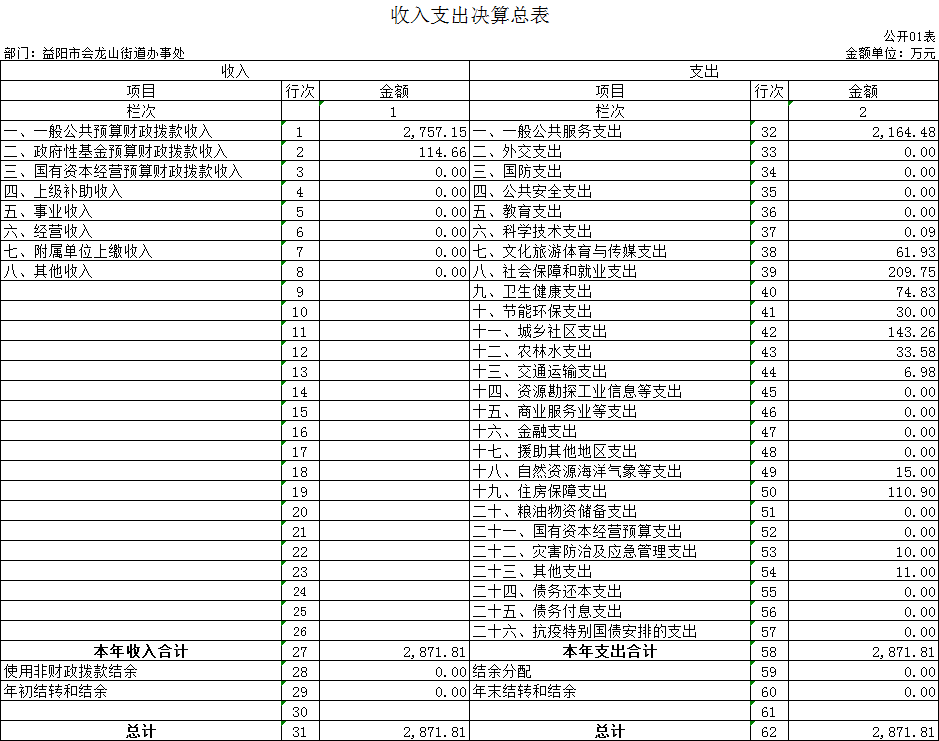 收入支出决算总表
公开01表
部门：益阳市会龙山街道办事处 金额单位：万元
收入 支出
项目 行次 金额 项目 行次 金额
栏次 1 栏次 2
一、一般公共预算财政拨款收入 1 2,757.15 一、一般公共服务支出 32 2,164.48
二、政府性基金预算财政拨款收入 2 114.66 二、外交支出 33 0.00
三、国有资本经营预算财政拨款收入 3 0.00 三、国防支出 34 0.00
四、上级补助收入 4 0.00 四、公共安全支出 35 0.00
五、事业收入 5 0.00 五、教育支出 36 0.00
六、经营收入 6 0.00 六、科学技术支出 37 0.09
七、附属单位上缴收入 7 0.00 七、文化旅游体育与传媒支出 38 61.93
八、其他收入 8 0.00 八、社会保障和就业支出 39 209.75
9 九、卫生健康支出 40 74.83
10 十、节能环保支出 41 30.00
11 十一、城乡社区支出 42 143.26
12 十二、农林水支出 43 33.58
13 十三、交通运输支出 44 6.98
14 十四、资源勘探工业信息等支出 45 0.00
15 十五、商业服务业等支出 46 0.00
16 十六、金融支出 47 0.00
17 十七、援助其他地区支出 48 0.00
18 十八、自然资源海洋气象等支出 49 15.00
19 十九、住房保障支出 50 110.90
20 二十、粮油物资储备支出 51 0.00
21 二十一、国有资本经营预算支出 52 0.00
22 二十二、灾害防治及应急管理支出 53 10.00
23 二十三、其他支出 54 11.00
24 二十四、债务还本支出 55 0.00
25 二十五、债务付息支出 56 0.00
26 二十六、抗疫特别国债安排的支出 57 0.00
本年收入合计 27 2,871.81 本年支出合计 58 2,871.81
使用非财政拨款结余 28 0.00 结余分配 59 0.00
年初结转和结余 29 0.00 年末结转和结余 60 0.00
30 61
总计 31 2,871.81 总计 62 2,871.81